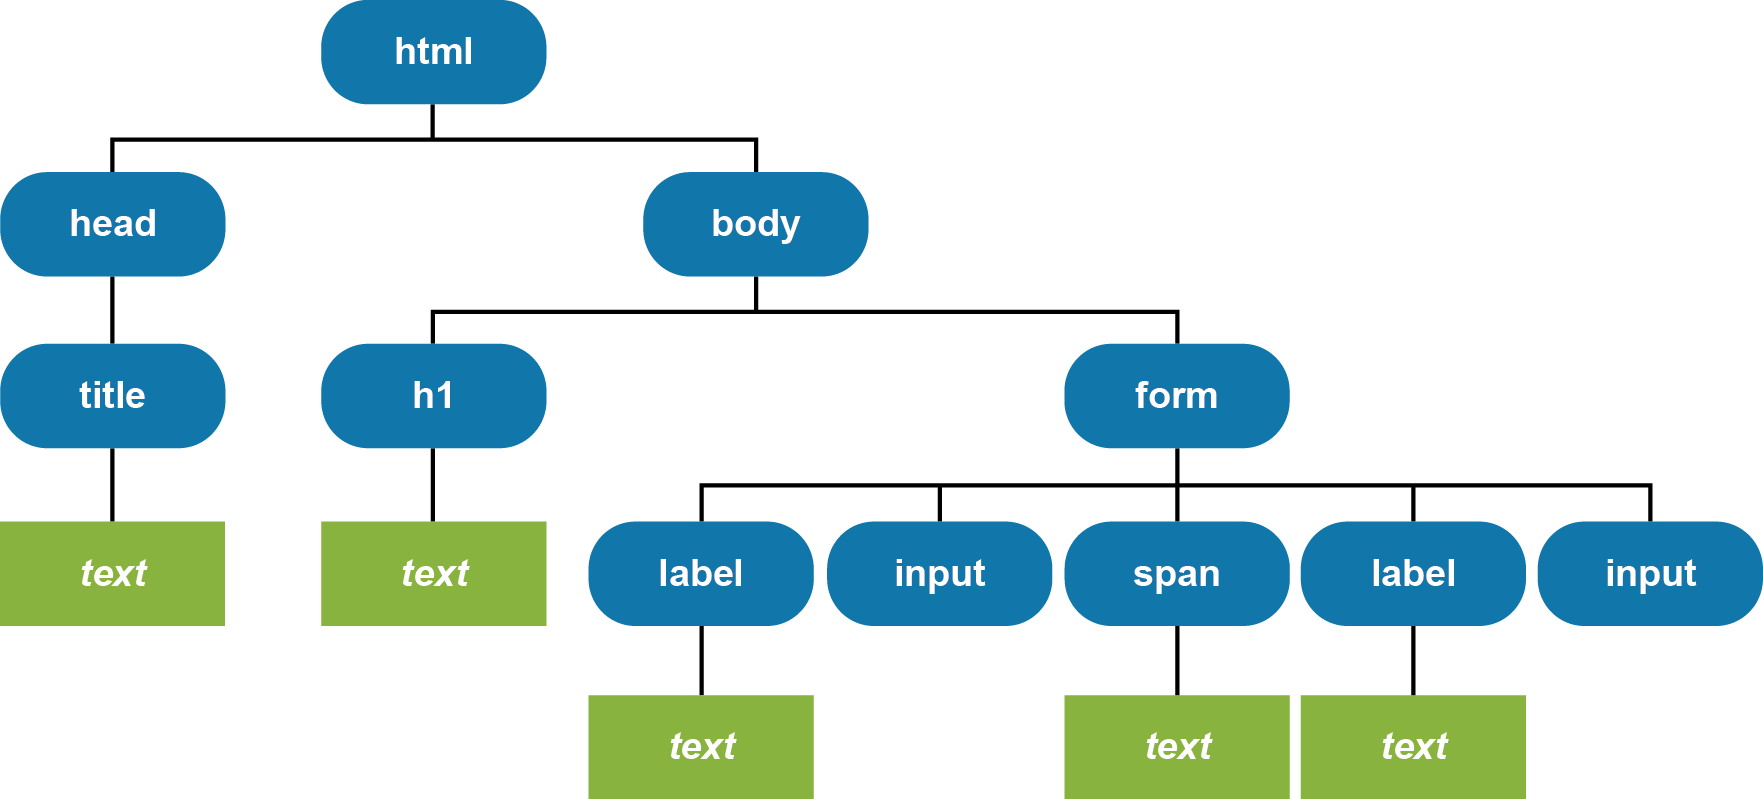 html
head
body
title
h1
form
text
text
label
input
span
label
input
text
text
text